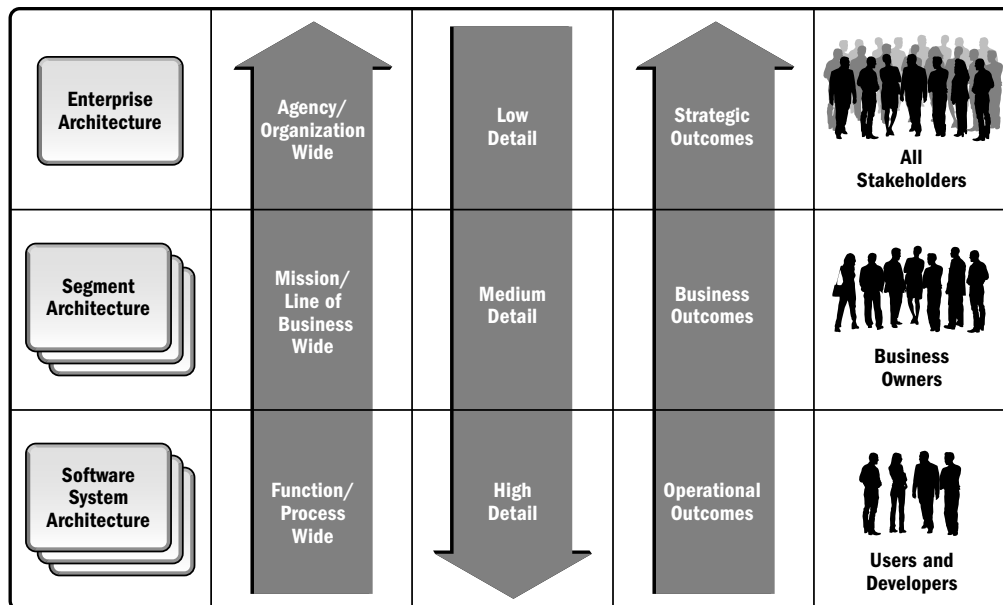 Enterprise
Architecture
Agency/
Organization
Wide
Low
Detail
Strategic
Outcomes
All
Stakeholders
Segment
Architecture
Mission/
Line of
Business
Wide
Medium
Detail
Business
Outcomes
Business
Owners
Software
System
Architecture
Function/
Process
Wide
High
Detail
Operational
Outcomes
Users and
Developers